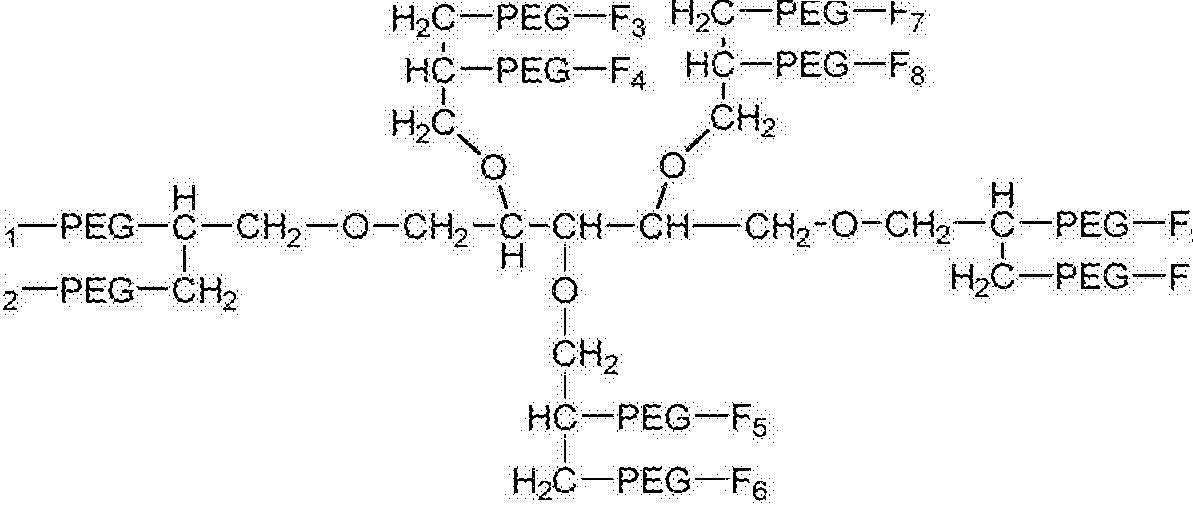 H₂C—PEG—F₃ H₂C—PEG—F₇
HC—PEG—F₄ HC—PEG—F₈
H₂C CH₂
O O
H H
₁—PEG—C—CH₂—O—CH₂—C—CH—CH—CH₂-O-CH₂—C—PEG—F
H
₂—PEG—CH₂ O H₂C—PEG—F
CH₂
HC—PEG—F₅
H₂C—PEG—F₆